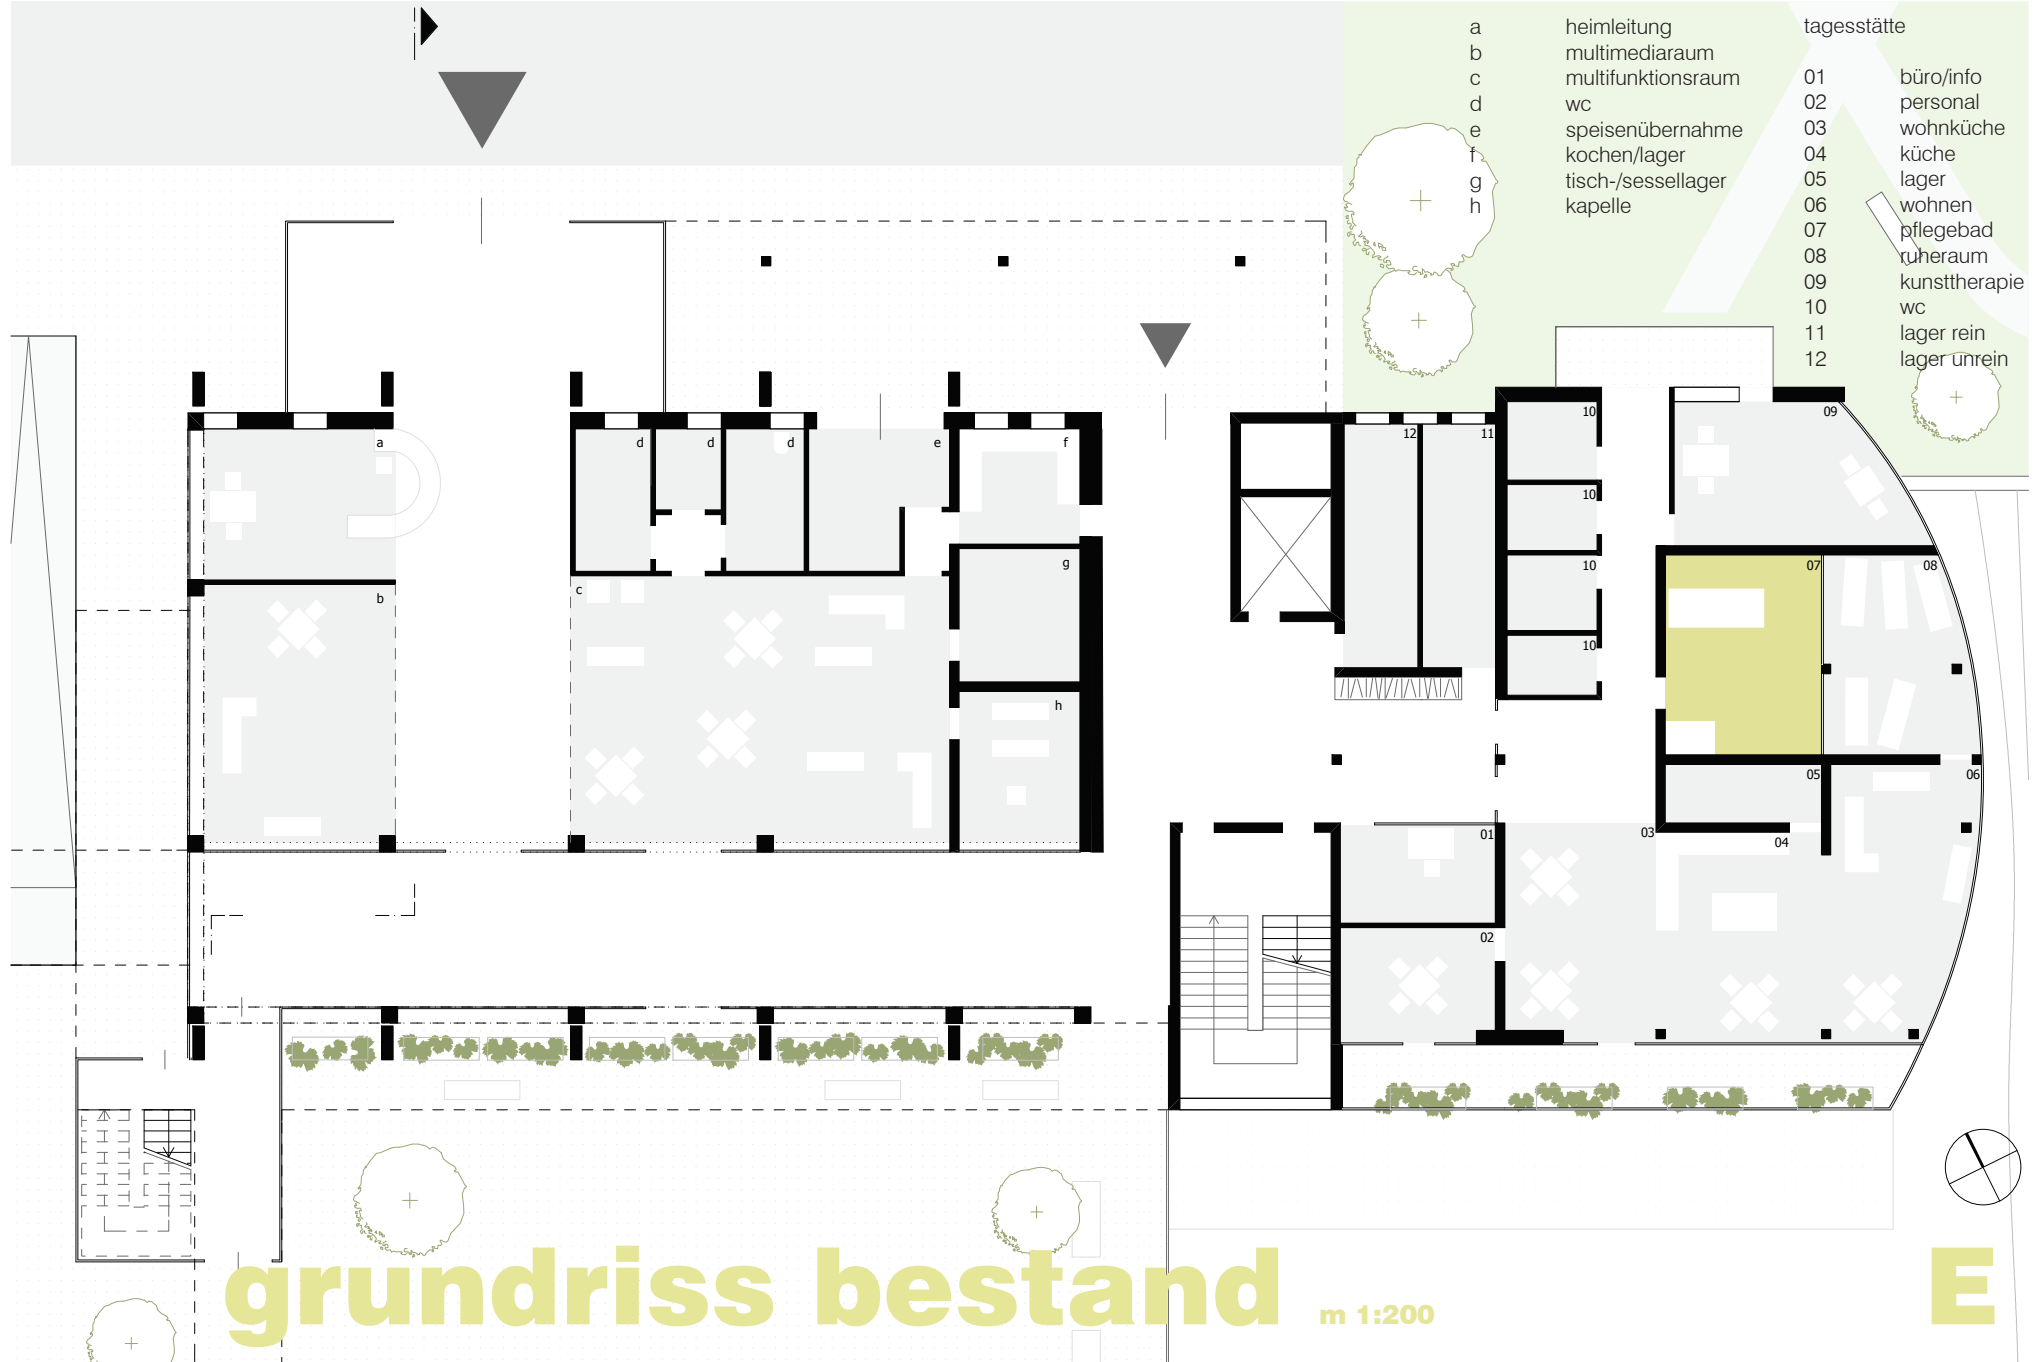 a heimleitung
b multimediaraum
c multifunktionsraum
d wc
e speisenübernahme
f kochen/lager
g tisch-/sessellager
h kapelle
tagesstätte
01 büro/info
02 personal
03 wohnküche
04 küche
05 lager
06 wohnen
07 pflegebad
08 ruheraum
09 kunsttherapie
10 wc
11 lager rein
12 lager unrein
a
d
d
d
e
f
12
11
10
09
10
10
10
07
08
g
b
c
h
05
06
01
03
04
02
grundriss bestand
m 1:200
E